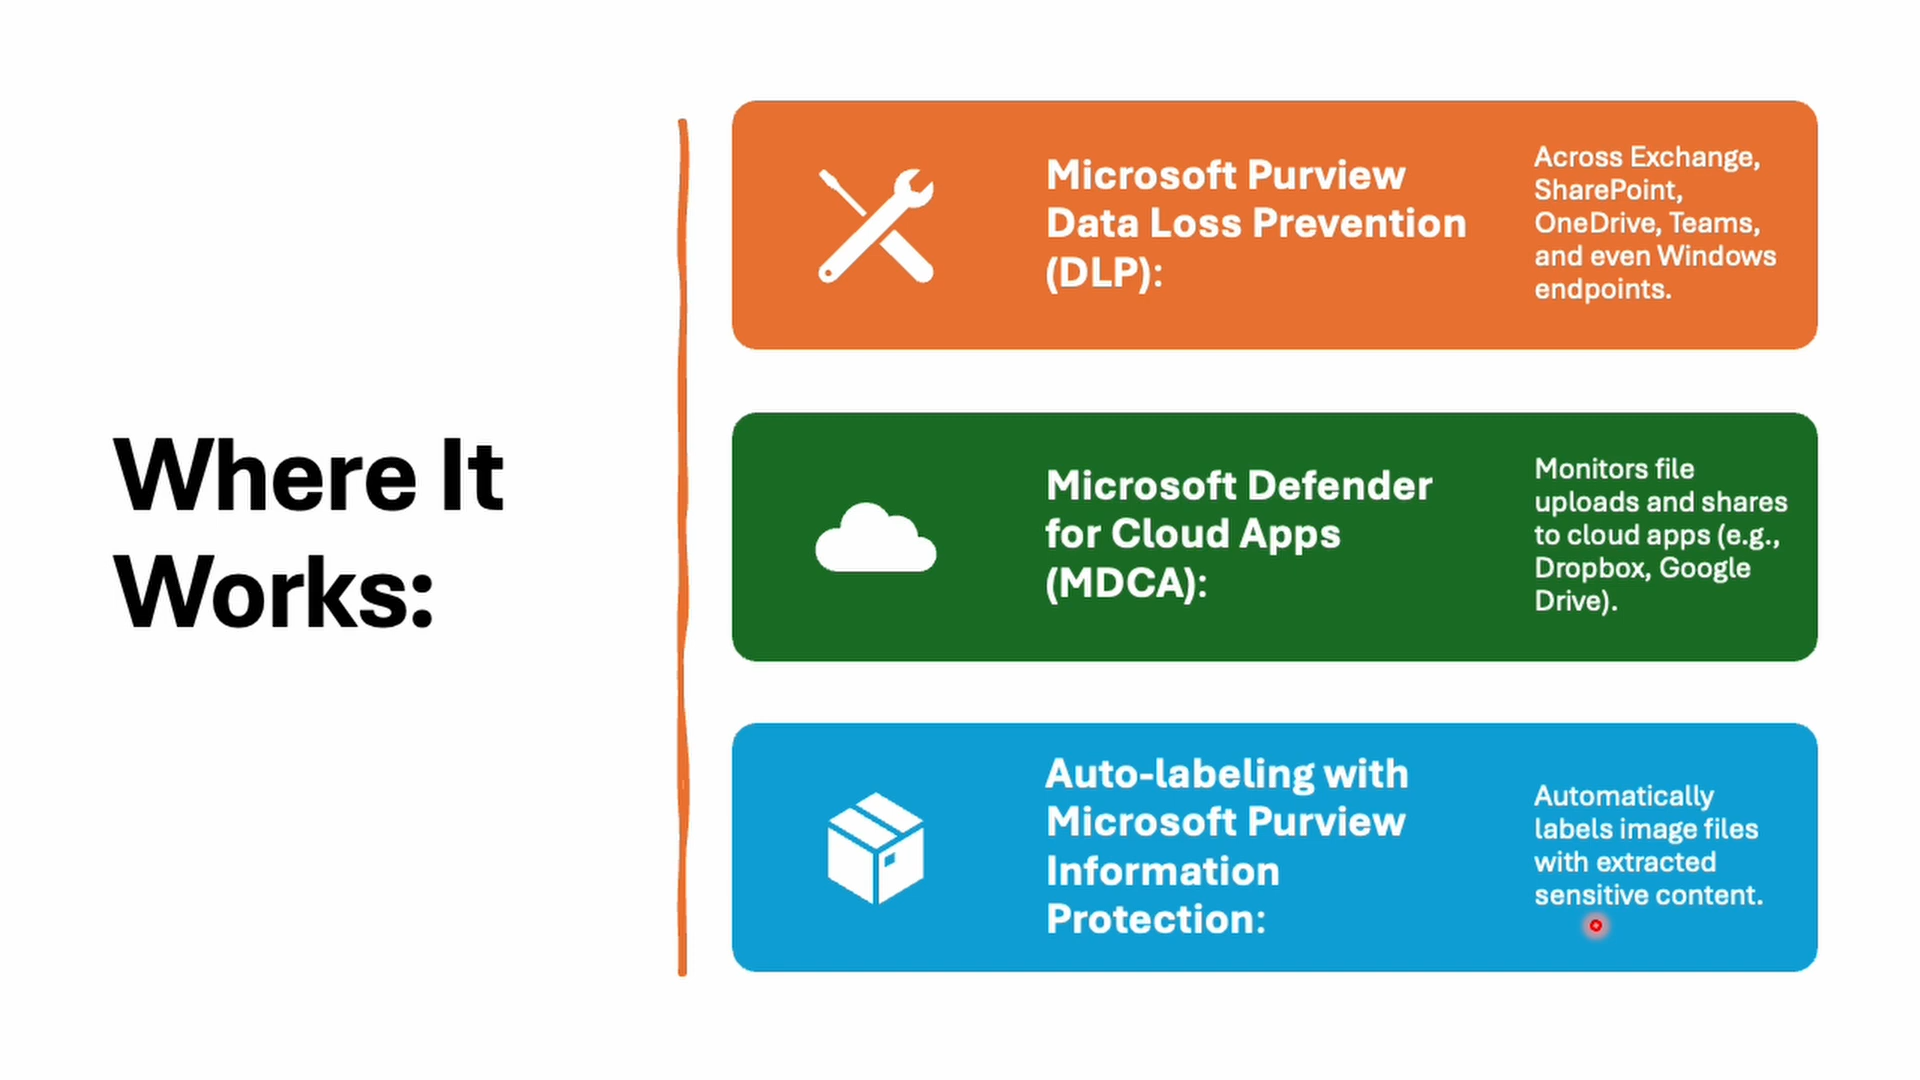 Where It
Works:
Microsoft Purview
Data Loss Prevention
(DLP):
Across Exchange,
SharePoint,
OneDrive, Teams,
and even Windows
endpoints.
Microsoft Defender
for Cloud Apps
(MDCA):
Monitors file
uploads and shares
to cloud apps (e.g.,
Dropbox, Google
Drive).
Auto-labeling with
Microsoft Purview
Information
Protection:
Automatically
labels image files
with extracted
sensitive content.